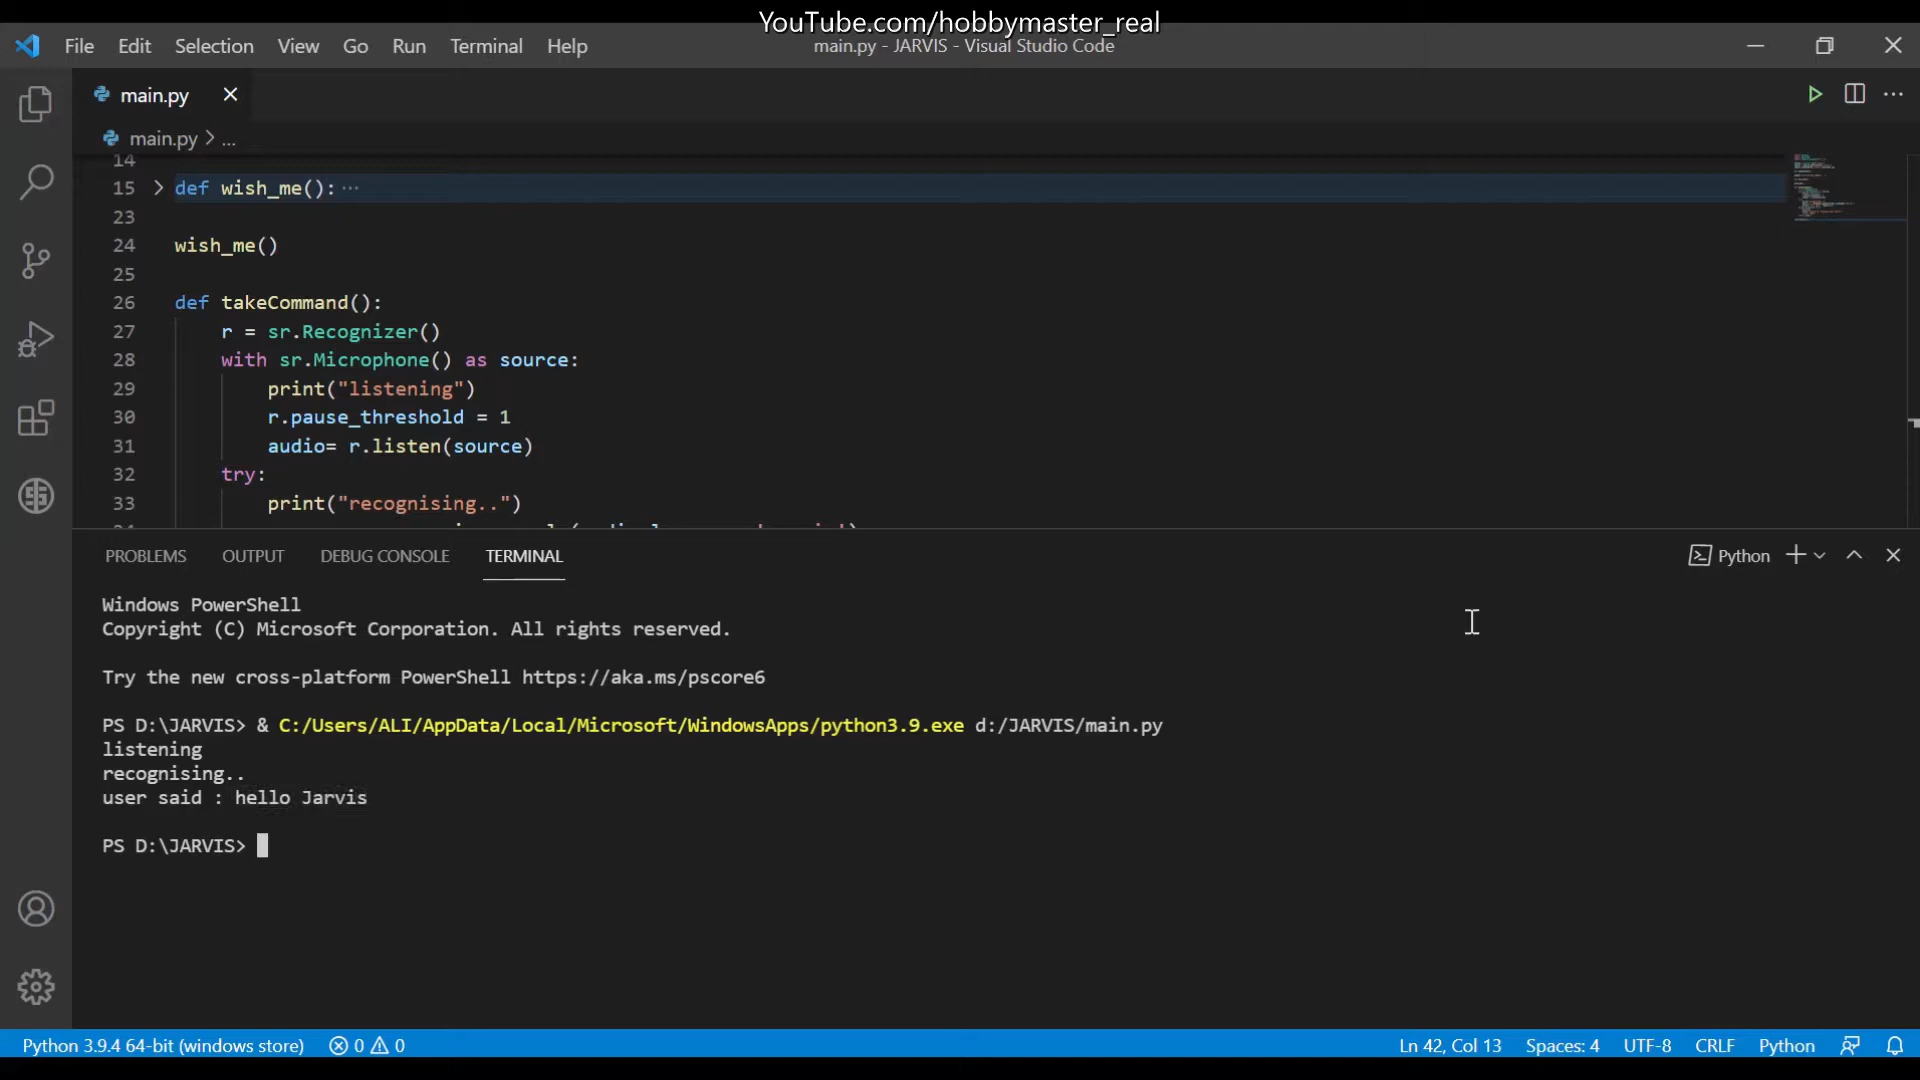 YouTube.com/hobbymaster_real
File Edit Selection View Go Run Terminal Help
main.py - JARVIS - Visual Studio Code
main.py
main.py > ...
14
15 def wish_me(): ...
23
24 wish_me()
25
26 def takeCommand():
27 r = sr.Recognizer()
28 with sr.Microphone() as source:
29 print("listening")
30 r.pause_threshold = 1
31 audio= r.listen(source)
32 try:
33 print("recognising..")
PROBLEMS OUTPUT DEBUG CONSOLE TERMINAL
Python
Windows PowerShell
Copyright (C) Microsoft Corporation. All rights reserved.
Try the new cross-platform PowerShell https://aka.ms/pscore6
PS D:\JARVIS> & C:/Users/ALI/AppData/Local/Microsoft/WindowsApps/python3.9.exe d:/JARVIS/main.py
listening
recognising..
user said : hello Jarvis
PS D:\JARVIS>
Python 3.9.4 64-bit (windows store) 0 0 Ln 42, Col 13 Spaces: 4 UTF-8 CRLF Python